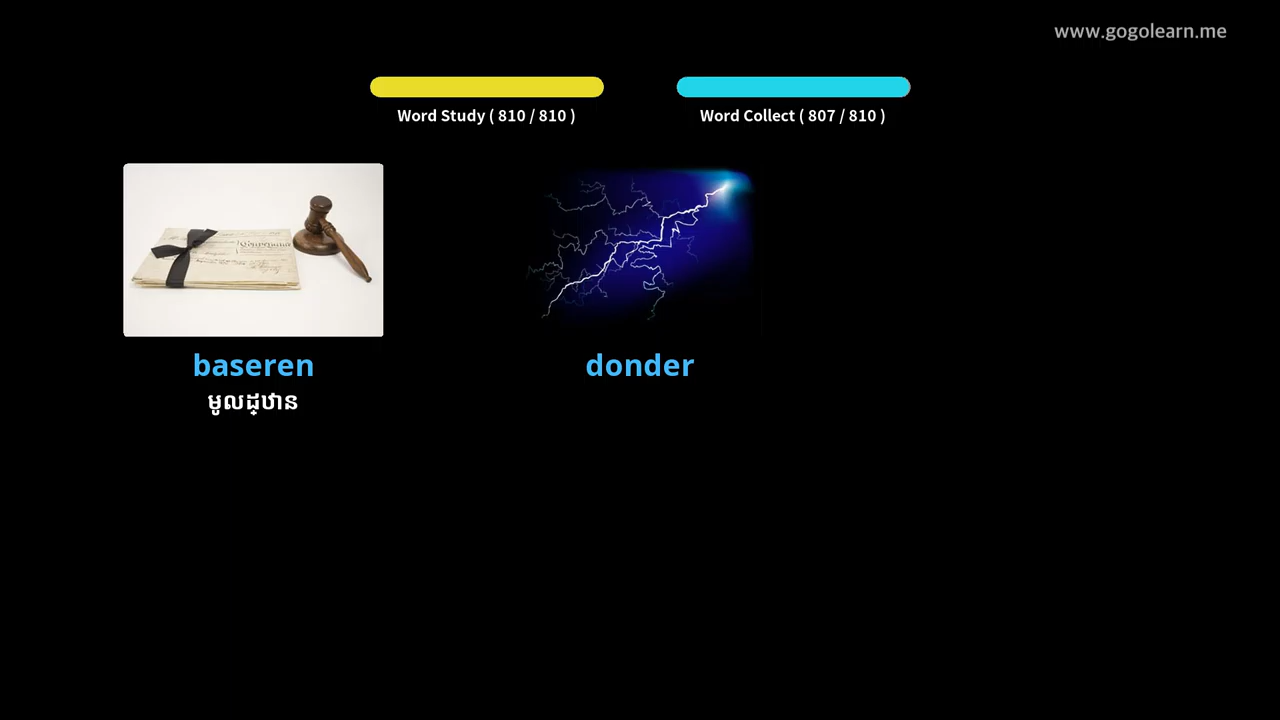 www.gogolearn.me
Word Study ( 810 / 810 )
Word Collect ( 807 / 810 )
baseren
donder
មូលដ្ឋាន